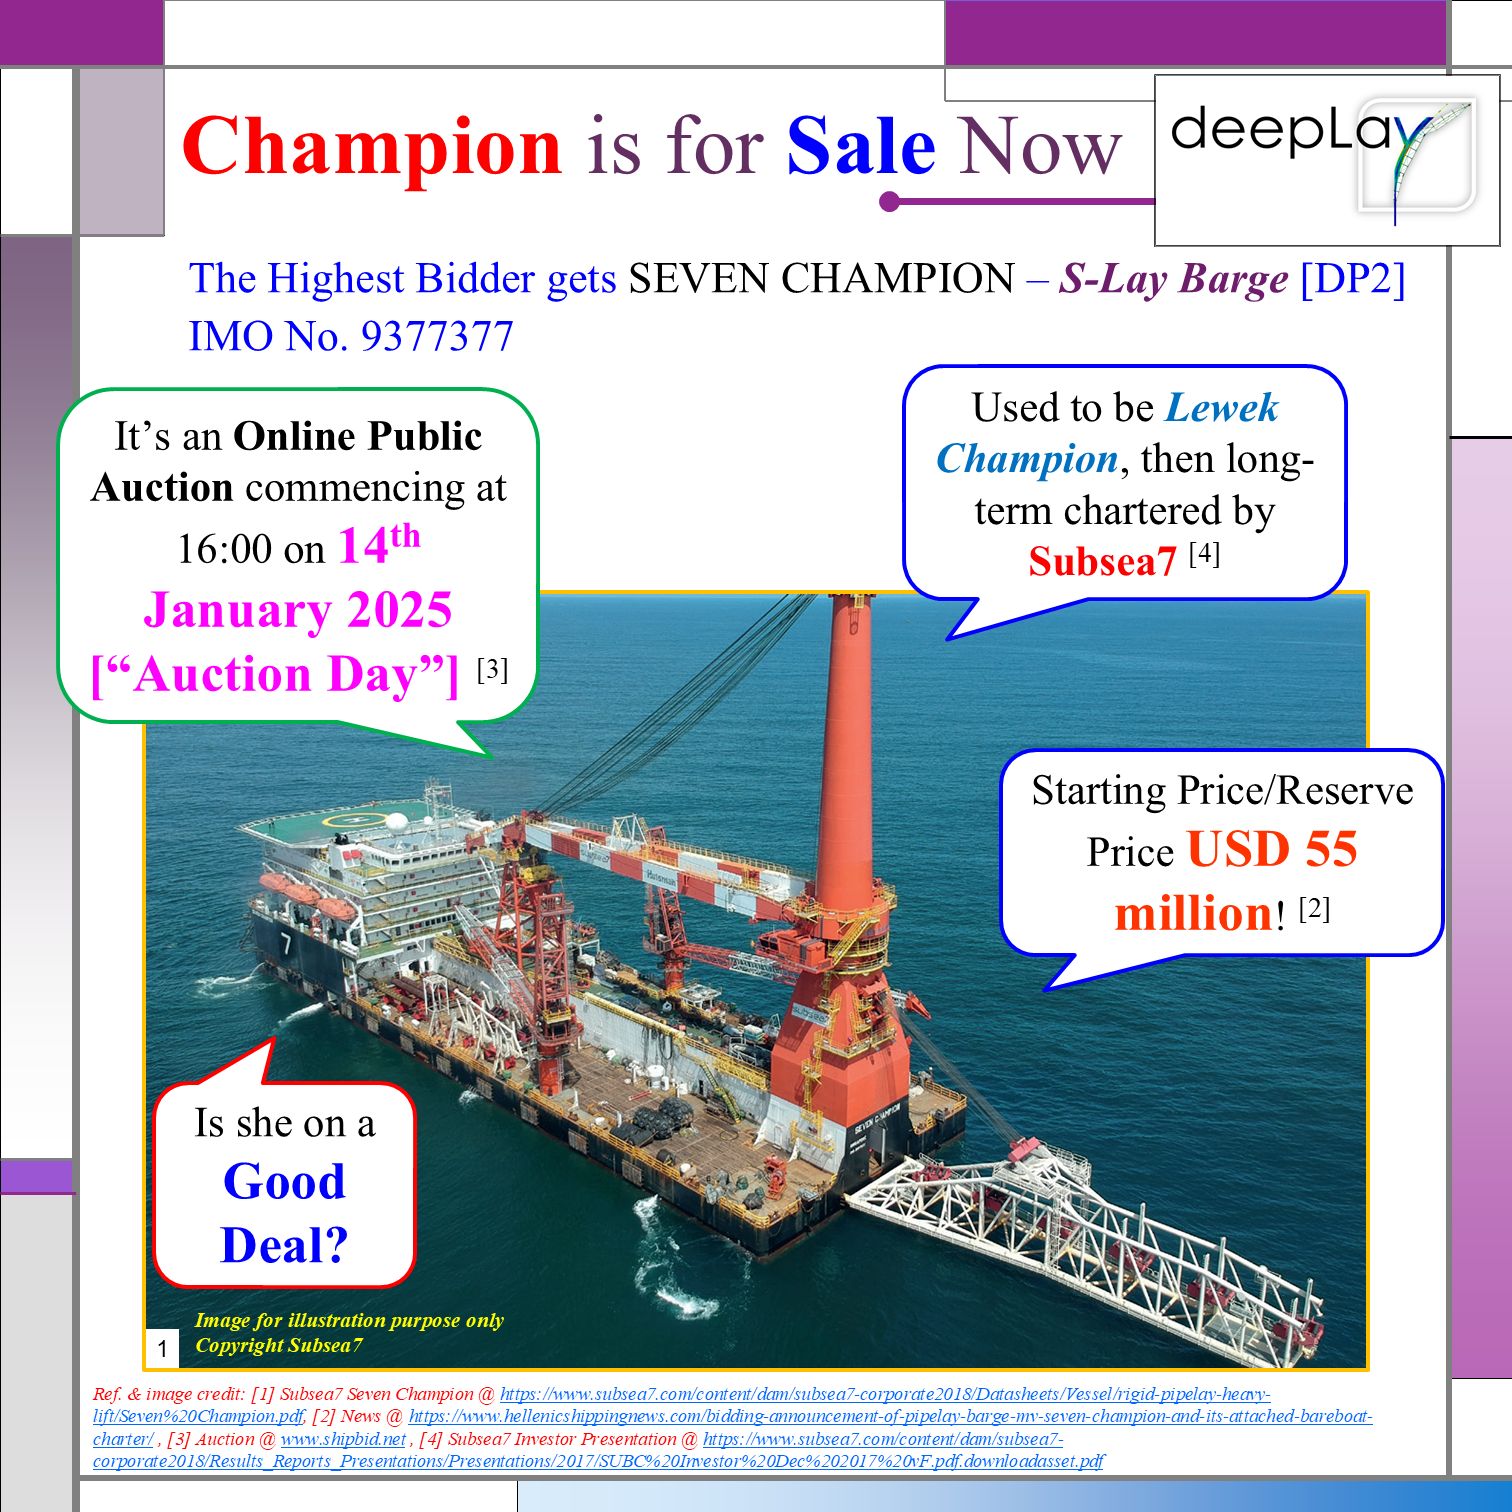 Champion is for Sale Now
deepLay
The Highest Bidder gets SEVEN CHAMPION – S-Lay Barge [DP2]
IMO No. 9377377
It’s an Online Public
Auction commencing at
16:00 on 14th
January 2025
[“Auction Day”] [3]
Used to be Lewek
Champion, then long-
term chartered by
Subsea7 [4]
Starting Price/Reserve
Price USD 55
million! [2]
Huisman
subsea7
7
SEVEN CHAMPION
Is she on a
Good
Deal?
Image for illustration purpose only
Copyright Subsea7
1
Ref. & image credit: [1] Subsea7 Seven Champion @ https://www.subsea7.com/content/dam/subsea7-corporate2018/Datasheets/Vessel/rigid-pipelay-heavy-
lift/Seven%20Champion.pdf, [2] News @ https://www.hellenicshippingnews.com/bidding-announcement-of-pipelay-barge-mv-seven-champion-and-its-attached-bareboat-
charter/ , [3] Auction @ www.shipbid.net , [4] Subsea7 Investor Presentation @ https://www.subsea7.com/content/dam/subsea7-
corporate2018/Results_Reports_Presentations/Presentations/2017/SUBC%20Investor%20Dec%202017%20vF.pdf.downloadasset.pdf